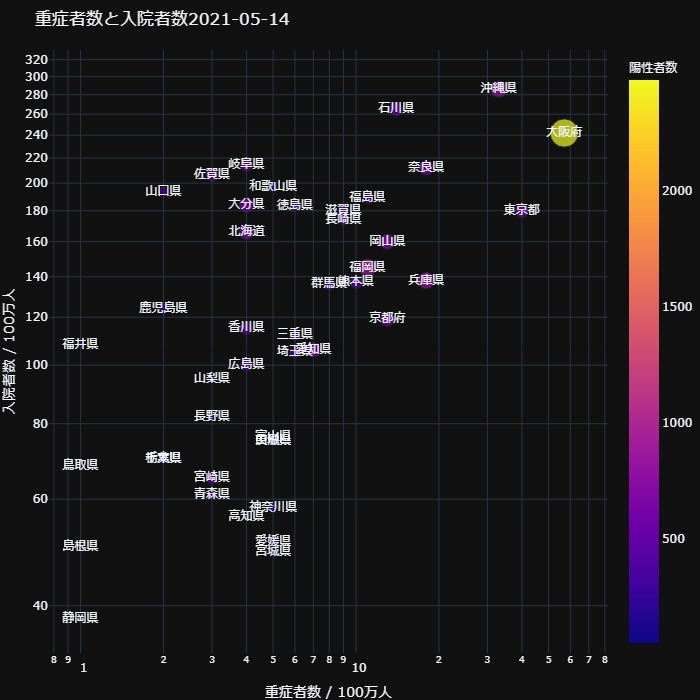 重症者数と入院者数2021-05-14
陽性者数
320
300
280
260
240
220
200
180
160
140
120
100
80
60
40
入院者数 / 100万人
沖縄県
石川県
大阪府
岐阜県
奈良県
佐賀県
和歌山県
山口県
福島県
大分県
徳島県
滋賀県
東京都
長崎県
北海道
岡山県
福岡県
群馬県
熊本県
兵庫県
鹿児島県
京都府
香川県
三重県
福井県
埼玉県
愛知県
広島県
山梨県
長野県
富山県
鳥取県
宮崎県
青森県
神奈川県
高知県
島根県
愛媛県
宮城県
静岡県
2000
1500
1000
500
8 9 1 2 3 4 5 6 7 8 9 10 2 3 4 5 6 7 8
重症者数 / 100万人